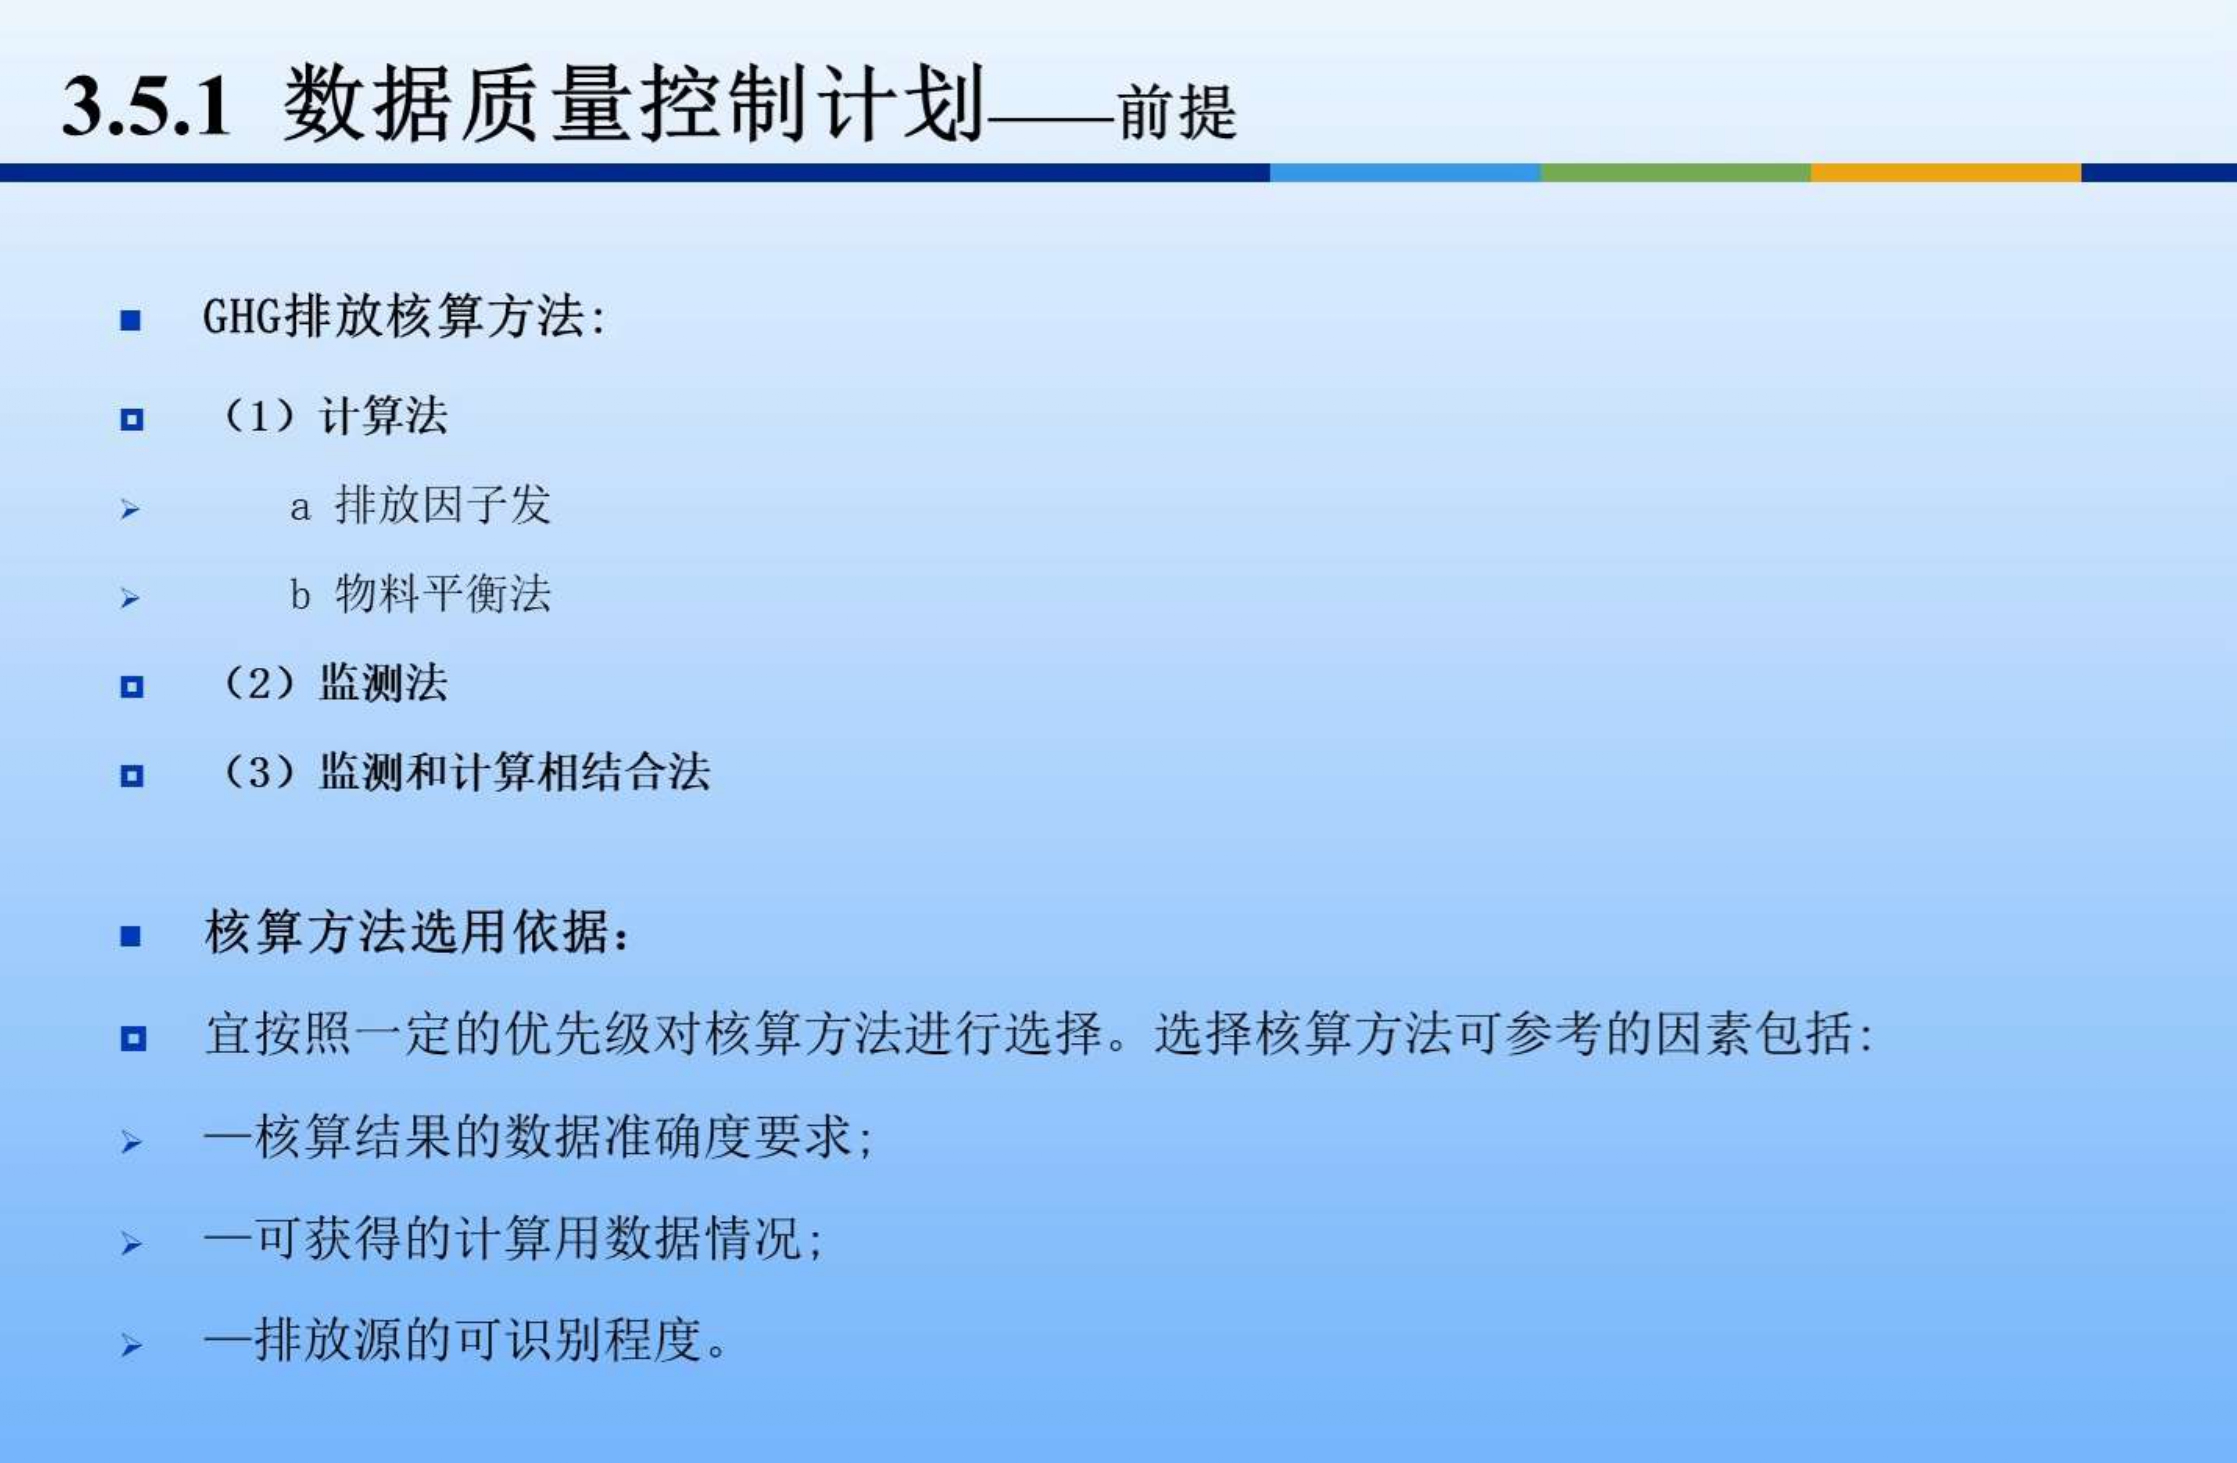 3.5.1 数据质量控制计划——前提
GHG排放核算方法:
（1）计算法
a 排放因子发
b 物料平衡法
（2）监测法
（3）监测和计算相结合法
核算方法选用依据：
宜按照一定的优先级对核算方法进行选择。选择核算方法可参考的因素包括:
—核算结果的数据准确度要求;
—可获得的计算用数据情况;
—排放源的可识别程度。